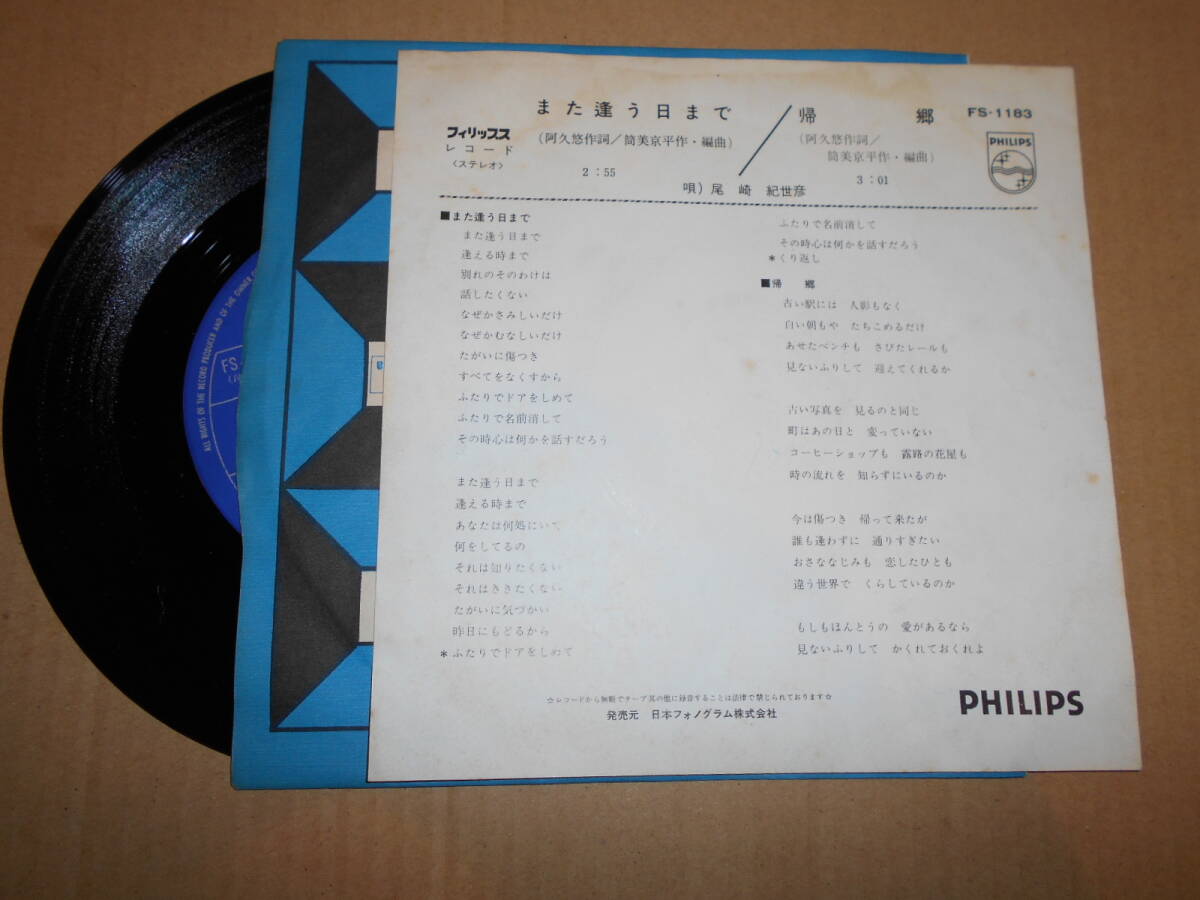 また逢う日まで／帰郷 FS-1183
フィリップス
レコード
〈ステレオ〉
(阿久悠作詞／筒美京平作・編曲)
2：55
(阿久悠作詞／
筒美京平作・編曲)
3：01
唄)尾崎紀世彦
PHILIPS
■また逢う日まで
また逢う日まで
逢える時まで
別れのそのわけは
話したくない
なぜかさみしいだけ
なぜかむなしいだけ
たがいに傷つき
すべてをなくすから
ふたりでドアをしめて
ふたりで名前消して
その時心は何かを話すだろう
また逢う日まで
逢える時まで
あなたは何処にいて
何をしてるの
それは知りたくない
それはききたくない
たがいに気づかい
昨日にもどるから
＊ふたりでドアをしめて
ふたりで名前消して
その時心は何かを話すだろう
＊くり返し
■帰郷
古い駅には 人影もなく
白い朝もや たちこめるだけ
あせたベンチも さびたレールも
見ないふりして 迎えてくれるか
古い写真を 見るのと同じ
町はあの日と 変っていない
コーヒーショップも 露路の花屋も
時の流れを 知らずにいるのか
今は傷つき 帰って来たが
誰も逢わずに 通りすぎたい
おさななじみも 恋したひとも
違う世界で くらしているのか
もしもほんとうの 愛があるなら
見ないふりして かくれておくれよ
☆レコードから無断でテープ其の他に録音することは法律で禁じられております☆
発売元 日本フォノグラム株式会社
PHILIPS
ALL RIGHTS OF THE RECORD PRODUCER AND OF THE OWNER
FS-